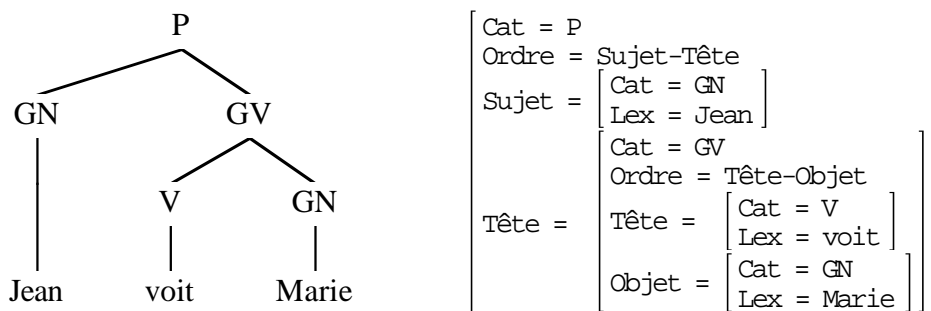 P
GN GV
V GN
Jean voit Marie
Cat = P
Ordre = Sujet-Tête
Sujet =
Cat = GN
Lex = Jean
Tête =
Cat = GV
Ordre = Tête-Objet
Tête =
Cat = V
Lex = voit
Objet =
Cat = GN
Lex = Marie